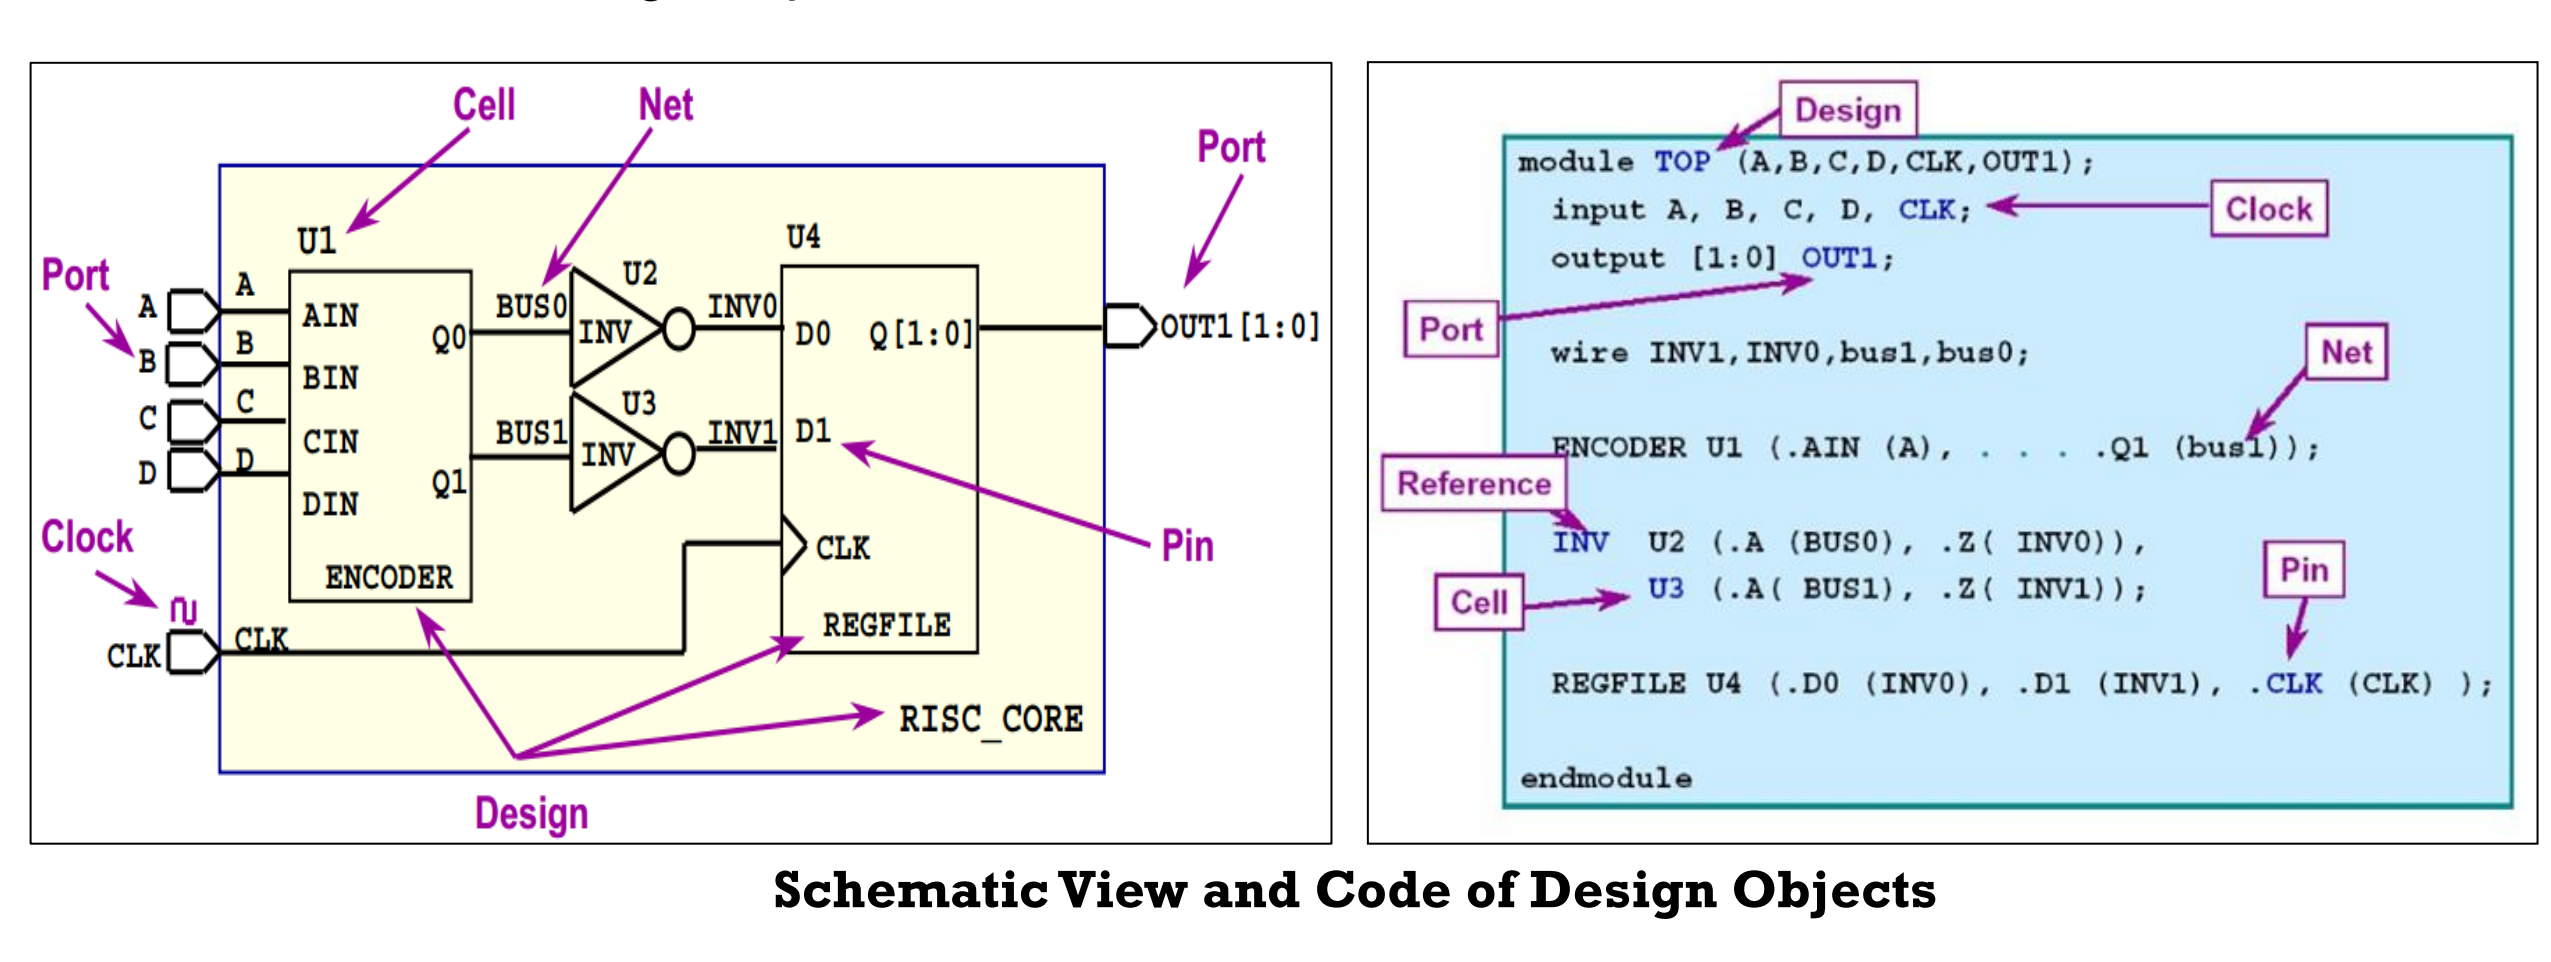 Cell
Net
Port
U1
U4
Port
A
A
B
B
C
C
D
D
AIN
BIN
CIN
DIN
Q0
Q1
ENCODER
BUS0
BUS1
U2
INV
U3
INV
INV0
INV1
D0
D1
Q[1:0]
CLK
REGFILE
OUT1[1:0]
Pin
Clock
CLK
CLK
RISC_CORE
Design
Design
module TOP (A,B,C,D,CLK,OUT1);
input A, B, C, D, CLK;
Clock
output [1:0] OUT1;
Port
wire INV1,INV0,bus1,bus0;
Net
ENCODER U1 (.AIN (A), . . . .Q1 (bus1));
Reference
INV U2 (.A (BUS0), .Z( INV0)),
Cell
U3 (.A( BUS1), .Z( INV1));
Pin
REGFILE U4 (.D0 (INV0), .D1 (INV1), .CLK (CLK) );
endmodule
Schematic View and Code of Design Objects